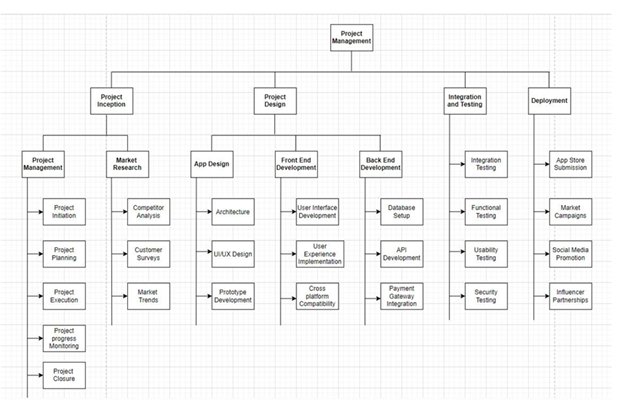 Project
Management
Project
Inception
Project
Design
Integration
and Testing
Deployment
Project
Management
Market
Research
App Design
Front End
Development
Back End
Development
Integration
Testing
App Store
Submission
Project
Initiation
Competitor
Analysis
Architecture
User Interface
Development
Database
Setup
Functional
Testing
Market
Campaigns
Project
Planning
Customer
Surveys
UI/UX Design
User
Experience
Implementation
API
Development
Usability
Testing
Social Media
Promotion
Project
Execution
Market
Trends
Prototype
Development
Cross
platform
Compatibility
Payment
Gateway
Integration
Security
Testing
Influencer
Partnerships
Project
progress
Monitoring
Project
Closure